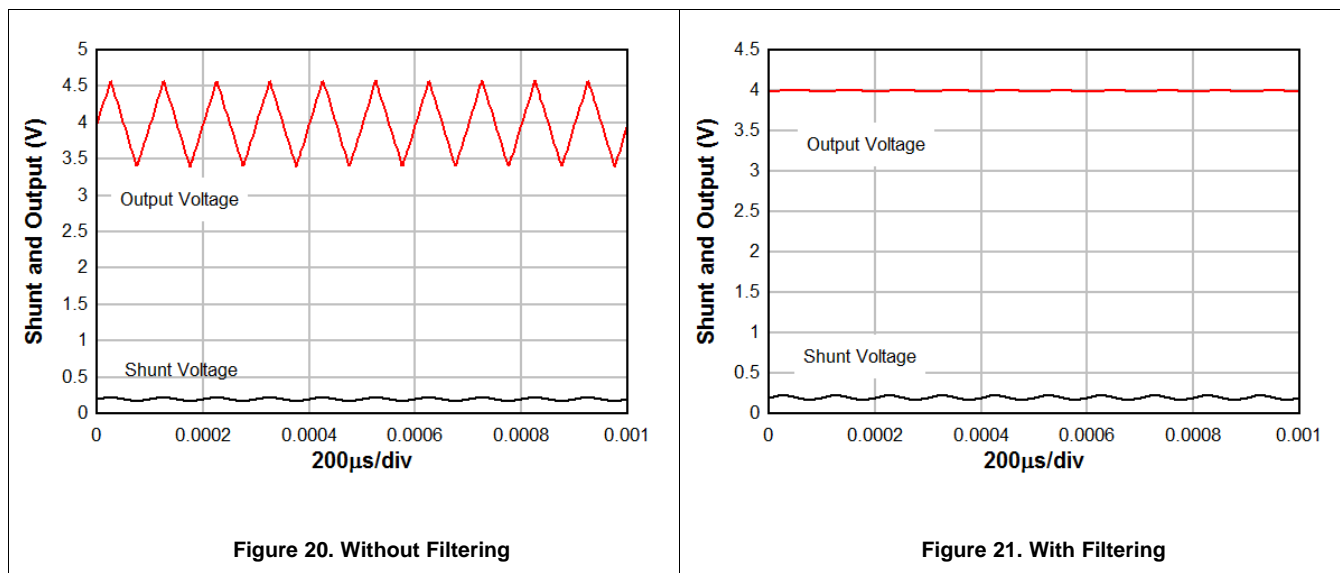 Shunt and Output (V)
5
4.5
4
3.5
3
2.5
2
1.5
1
0.5
0
Output Voltage
Shunt Voltage
0 0.0002 0.0004 0.0006 0.0008 0.001
200μs/div
Figure 20. Without Filtering
Shunt and Output (V)
4.5
4
3.5
3
2.5
2
1.5
1
0.5
0
Output Voltage
Shunt Voltage
0 0.0002 0.0004 0.0006 0.0008 0.001
200μs/div
Figure 21. With Filtering